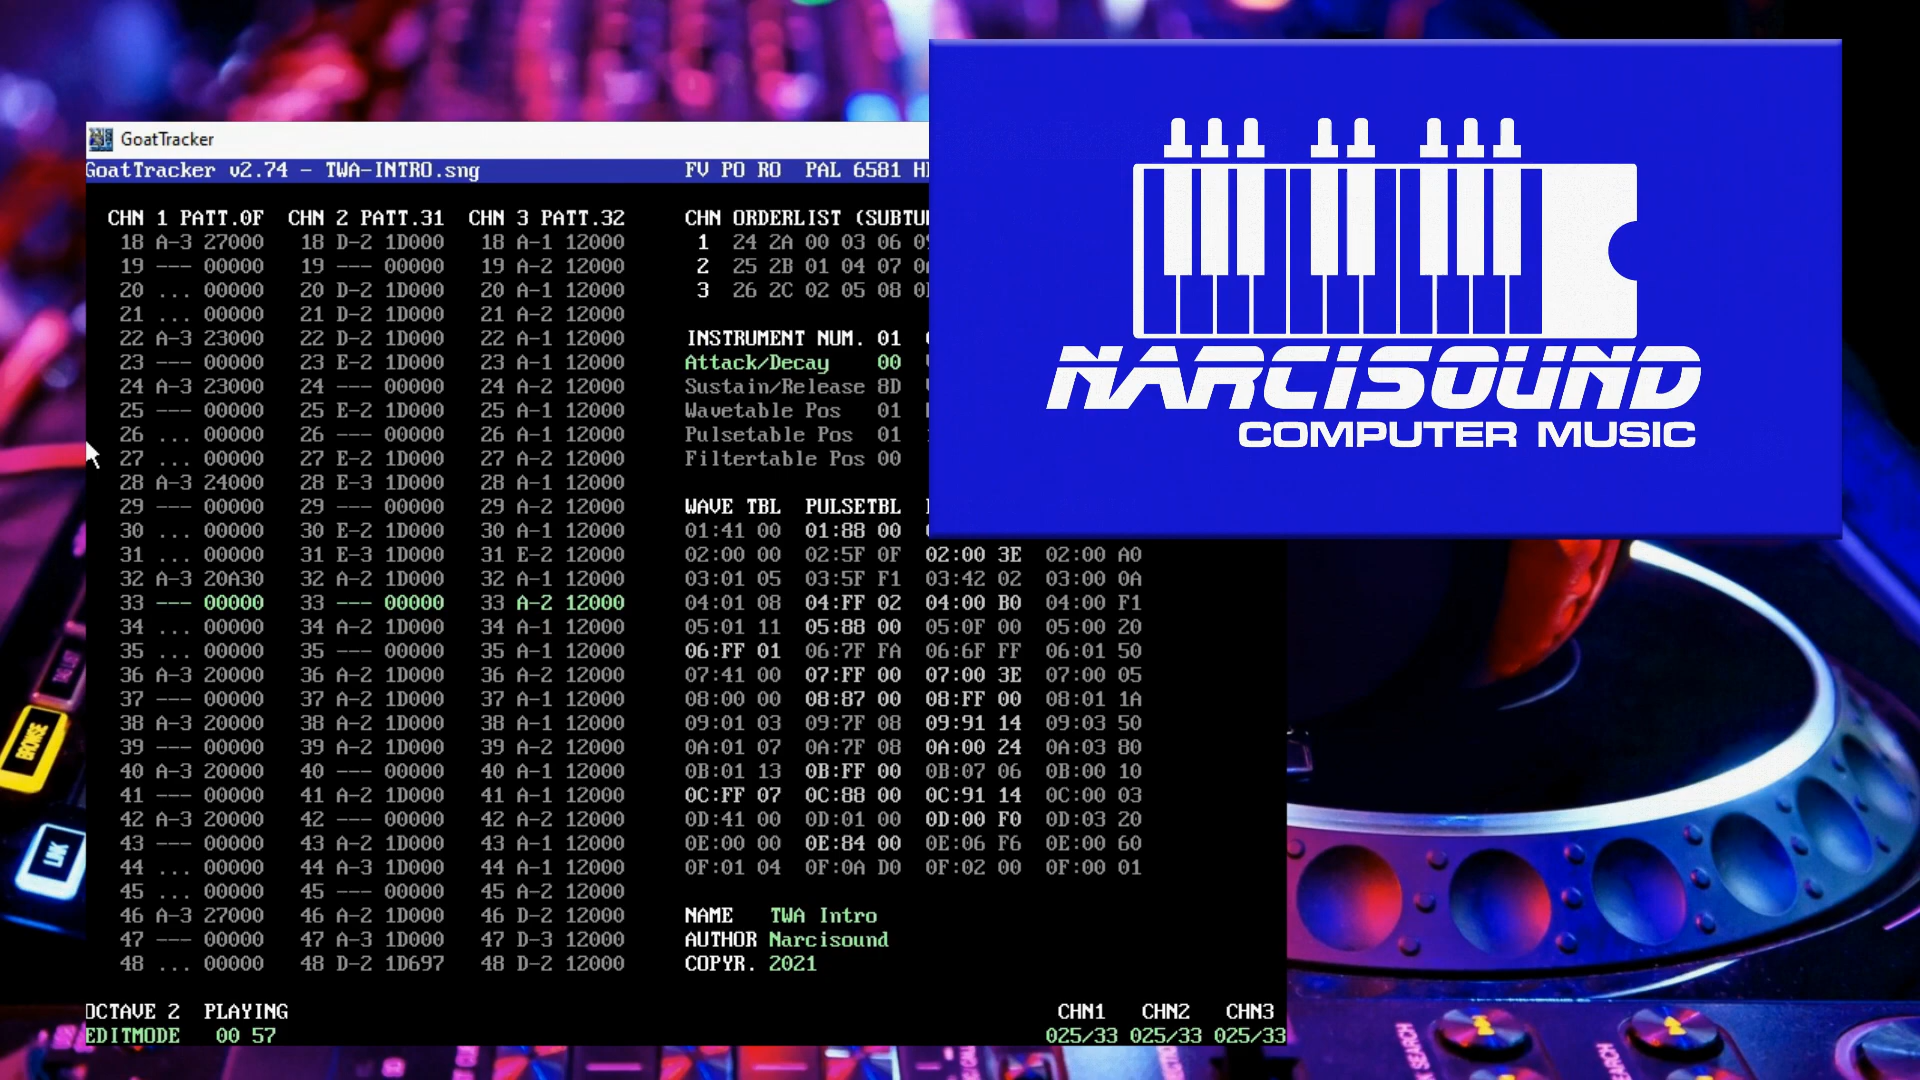 GoatTracker
GoatTracker v2.74 - TWA-INTRO.sng FV PO RO PAL 6581
CHN 1 PATT.0F CHN 2 PATT.31 CHN 3 PATT.32 CHN ORDERLIST
18 A-3 27000 18 D-2 1D000 18 A-1 12000 1 24 2A 00 03 06
19 --- 00000 19 --- 00000 19 A-2 12000 2 25 2B 01 04 07
20 ... 00000 20 D-2 1D000 20 A-1 12000 3 26 2C 02 05 08
21 ... 00000 21 D-2 1D000 21 A-2 12000
22 A-3 23000 22 D-2 1D000 22 A-1 12000 INSTRUMENT NUM. 01
23 --- 00000 23 E-2 1D000 23 A-1 12000 Attack/Decay 00
24 A-3 23000 24 --- 00000 24 A-2 12000 Sustain/Release 8D
25 --- 00000 25 E-2 1D000 25 A-1 12000 Wavetable Pos 01
26 ... 00000 26 --- 00000 26 A-1 12000 Pulsetable Pos 01
27 ... 00000 27 E-2 1D000 27 A-2 12000 Filtertable Pos 00
28 A-3 24000 28 E-3 1D000 28 A-1 12000
29 --- 00000 29 --- 00000 29 A-2 12000 WAVE TBL PULSETBL
30 ... 00000 30 E-2 1D000 30 A-1 12000 01:41 00 01:88 00
31 ... 00000 31 E-3 1D000 31 E-2 12000 02:00 00 02:5F 0F 02:00 3E 02:00 A0
32 A-3 20A30 32 A-2 1D000 32 A-1 12000 03:01 05 03:5F F1 03:42 02 03:00 0A
33 --- 00000 33 --- 00000 33 A-2 12000 04:01 08 04:FF 02 04:00 B0 04:00 F1
34 ... 00000 34 A-2 1D000 34 A-1 12000 05:01 11 05:88 00 05:0F 00 05:00 20
35 ... 00000 35 --- 00000 35 A-1 12000 06:FF 01 06:7F FA 06:6F FF 06:01 50
36 A-3 20000 36 A-2 1D000 36 A-2 12000 07:41 00 07:FF 00 07:00 3E 07:00 05
37 --- 00000 37 A-2 1D000 37 A-1 12000 08:00 00 08:87 00 08:FF 00 08:01 1A
38 A-3 20000 38 A-2 1D000 38 A-1 12000 09:01 03 09:7F 08 09:91 14 09:03 50
39 --- 00000 39 A-2 1D000 39 A-2 12000 0A:01 07 0A:7F 08 0A:00 24 0A:03 80
40 A-3 20000 40 --- 00000 40 A-1 12000 0B:01 13 0B:FF 00 0B:07 06 0B:00 10
41 --- 00000 41 A-2 1D000 41 A-1 12000 0C:FF 07 0C:88 00 0C:91 14 0C:00 03
42 A-3 20000 42 --- 00000 42 A-2 12000 0D:41 00 0D:01 00 0D:00 F0 0D:03 20
43 --- 00000 43 A-2 1D000 43 A-1 12000 0E:00 00 0E:84 00 0E:06 F6 0E:00 60
44 ... 00000 44 A-3 1D000 44 A-1 12000 0F:01 04 0F:0A D0 0F:02 00 0F:00 01
45 ... 00000 45 --- 00000 45 A-2 12000
46 A-3 27000 46 A-2 1D000 46 D-2 12000 NAME TWA Intro
47 --- 00000 47 A-3 1D000 47 D-3 12000 AUTHOR Narcisound
48 ... 00000 48 D-2 1D697 48 D-2 12000 COPYR. 2021
OCTAVE 2 PLAYING CHN1 CHN2 CHN3
EDITMODE 00 57 025/33 025/33 025/33
NARCISOUND
COMPUTER MUSIC
TAG LIST
BROWSE
LINK
SEARCH